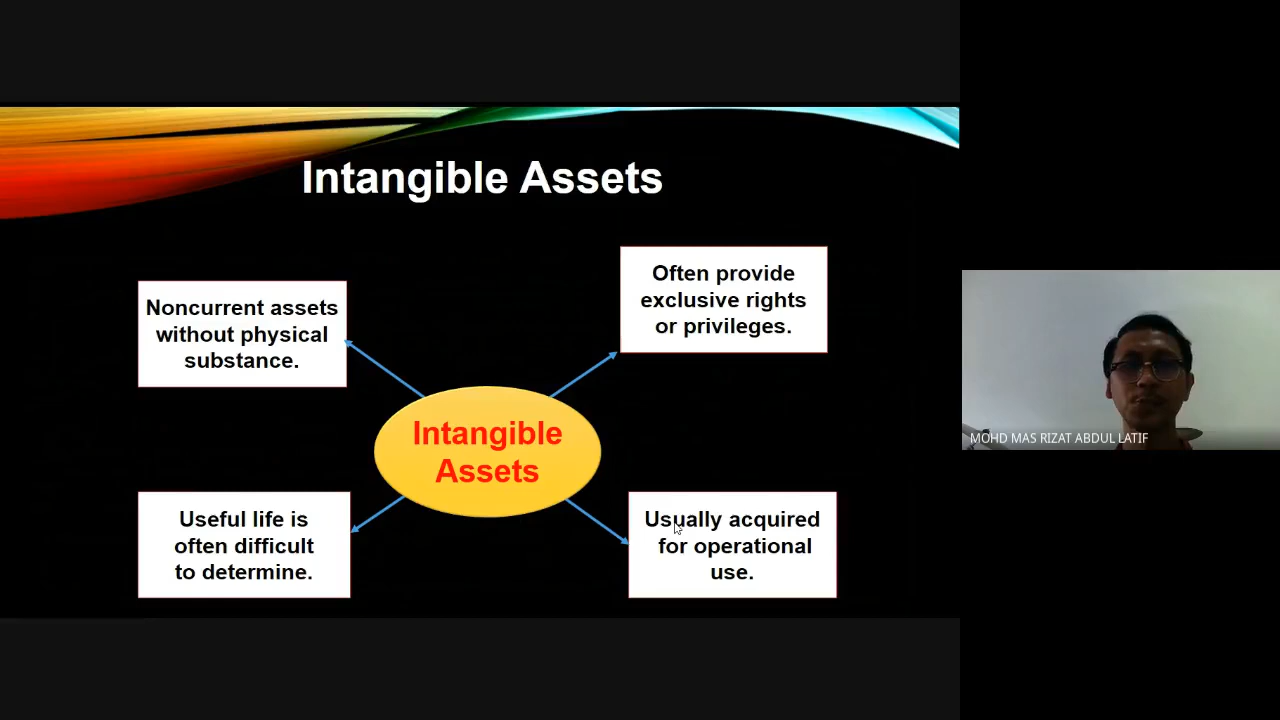 Intangible Assets
Noncurrent assets
without physical
substance.
Often provide
exclusive rights
or privileges.
Intangible
Assets
Useful life is
often difficult
to determine.
Usually acquired
for operational
use.
MOHD MAS RIZAT ABDUL LATIF